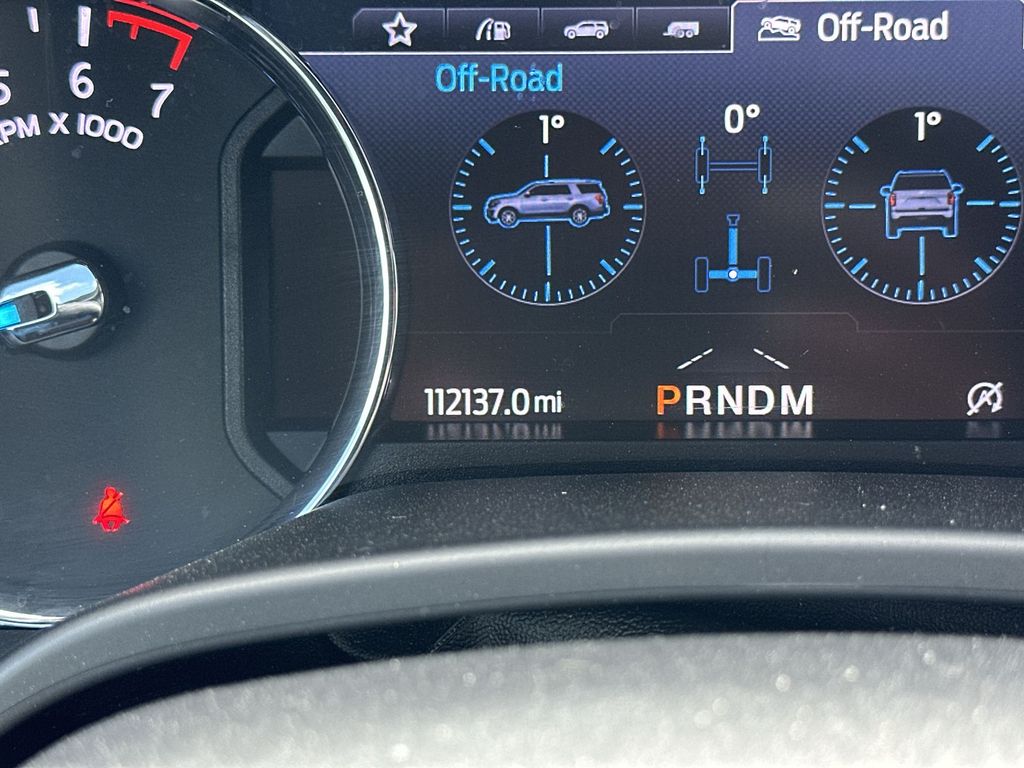 Off-Road
Off-Road
5 6 7
RPM X 1000
1° 0° 1°
112137.0 mi
PRNDM